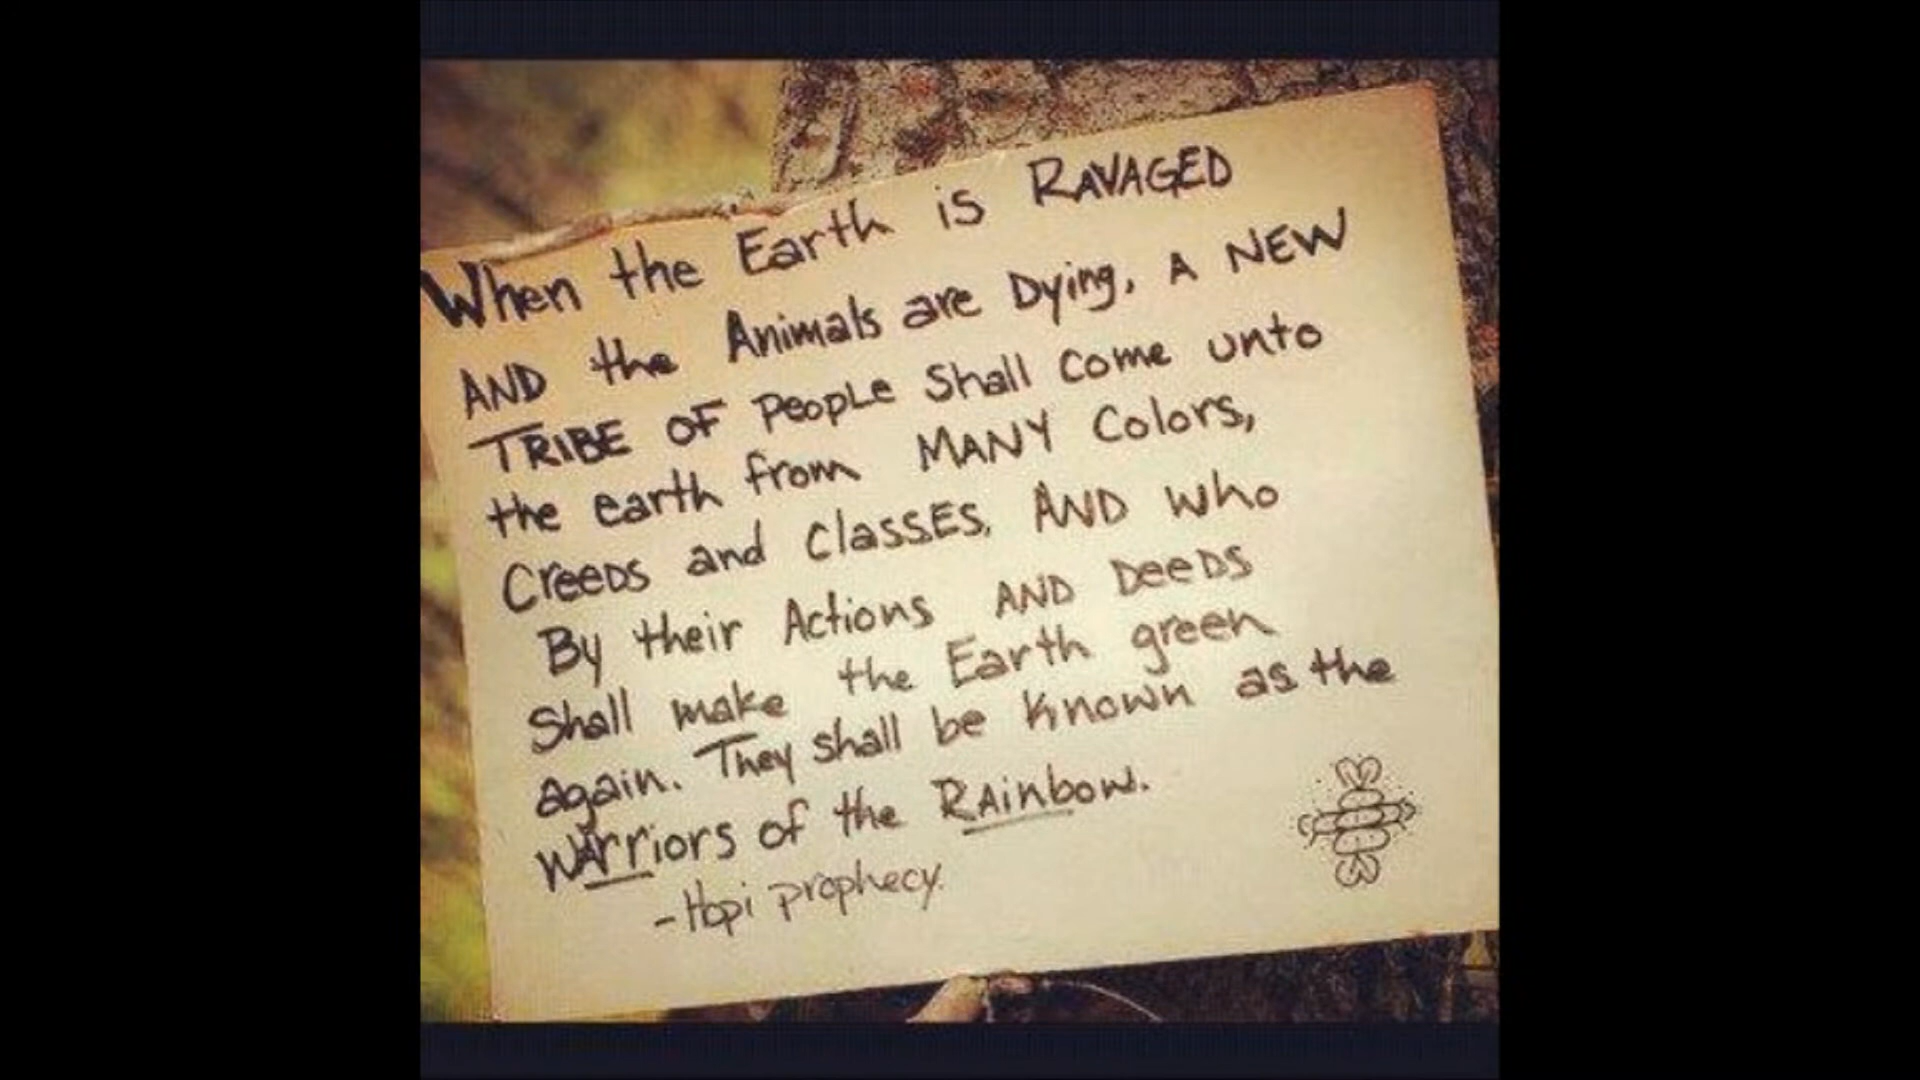 When the Earth is RAVAGED
AND the Animals are Dying, A NEW
TRIBE OF PeopLe Shall Come unto
the earth from MANY Colors,
CreeDs and ClassEs, AND who
By their Actions AND DeeDs
Shall make the Earth green
again. They shall be Known as the
WArriors of the RAinbow.
-Hopi prophecy.